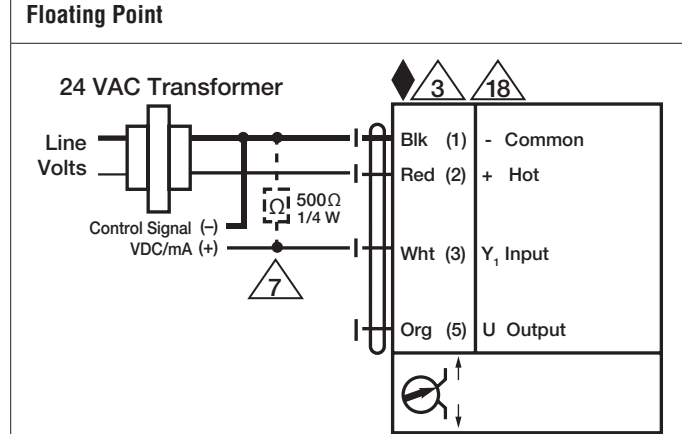 Floating Point
24 VAC Transformer
3
18
Line
Volts
Blk (1) - Common
Red (2) + Hot
Ω 500Ω
1/4 W
Control Signal (–)
VDC/mA (+)
Wht (3) Y₁ Input
7
Org (5) U Output